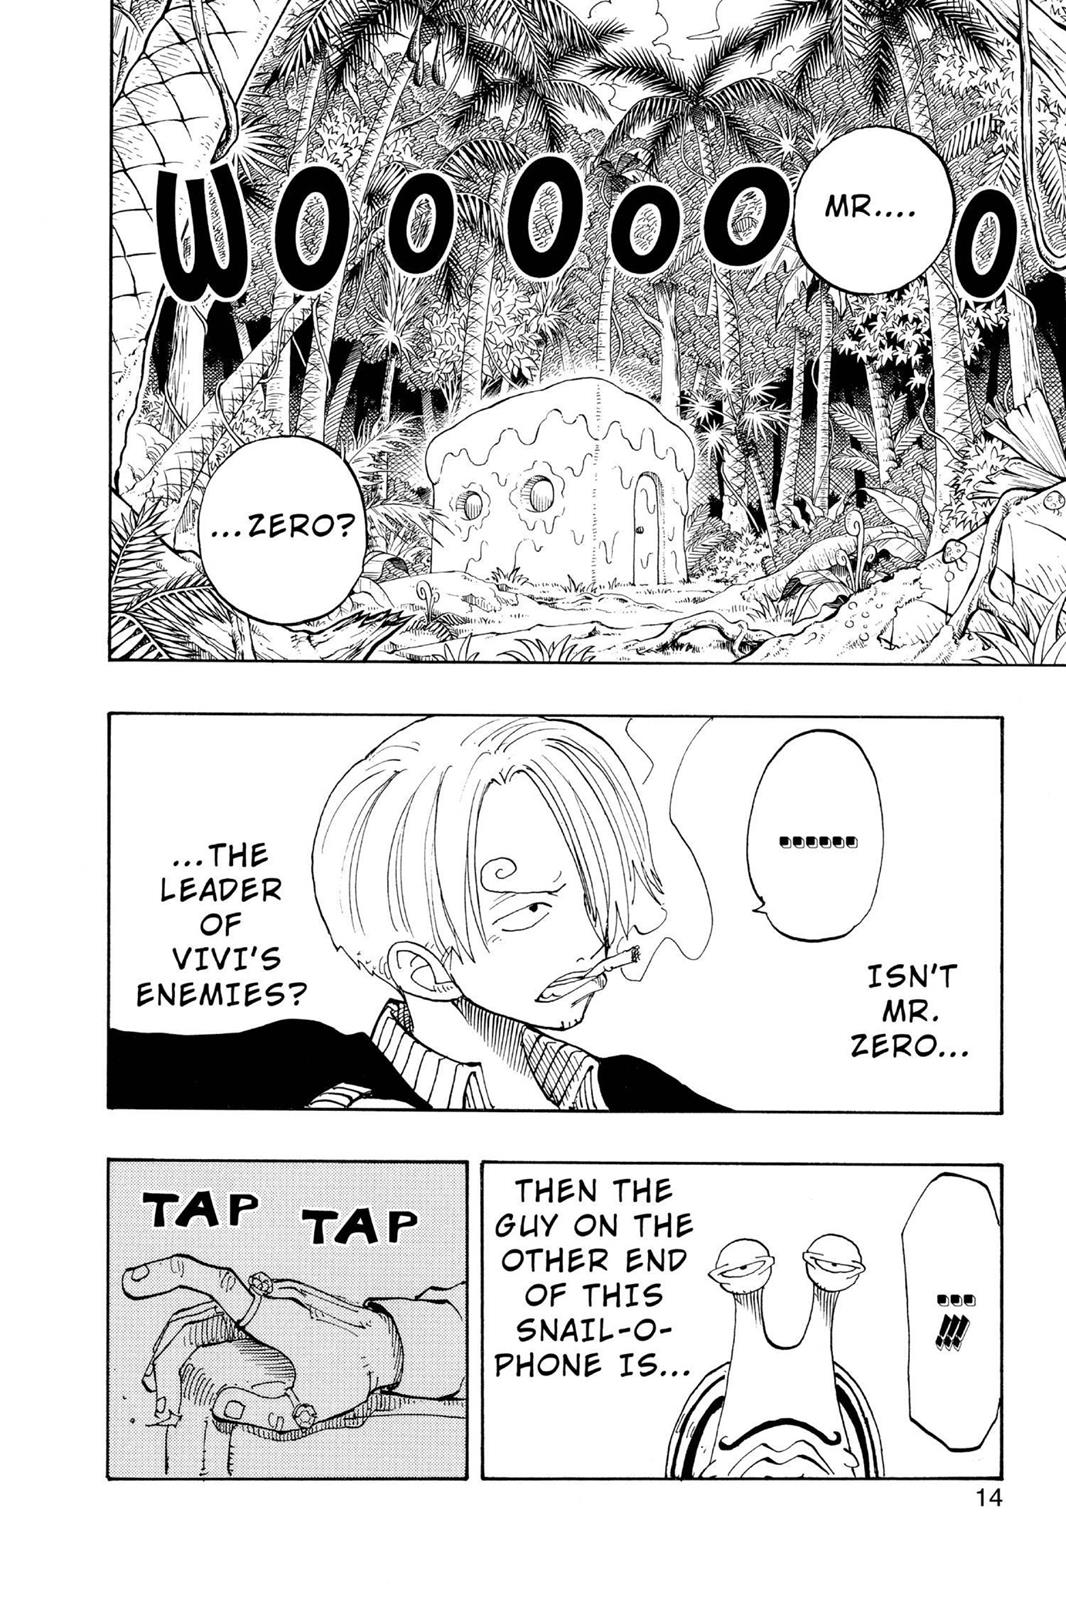 MR....
WOOOOOO
...ZERO?
......
ISN'T
MR.
ZERO...
...THE
LEADER
OF
VIVI'S
ENEMIES?
...!!!
THEN THE
GUY ON THE
OTHER END
OF THIS
SNAIL-O-
PHONE IS...
TAP
TAP
14